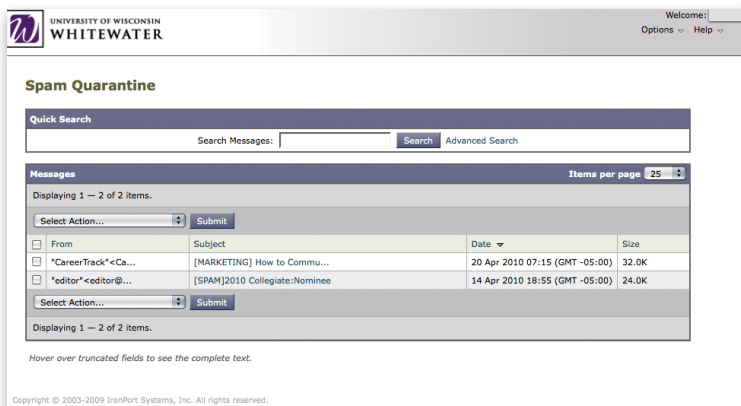 UNIVERSITY OF WISCONSIN
WHITEWATER
Welcome:
Options Help
Spam Quarantine
Quick Search
Search Messages: Search Advanced Search
Messages Items per page 25
Displaying 1 — 2 of 2 items.
Select Action... Submit
From Subject Date Size
"CareerTrack"<Ca... [MARKETING] How to Commu... 20 Apr 2010 07:15 (GMT -05:00) 32.0K
"editor"<editor@... [SPAM]2010 Collegiate:Nominee 14 Apr 2010 18:55 (GMT -05:00) 24.0K
Select Action... Submit
Displaying 1 — 2 of 2 items.
Hover over truncated fields to see the complete text.
Copyright © 2003-2009 IronPort Systems, Inc. All rights reserved.